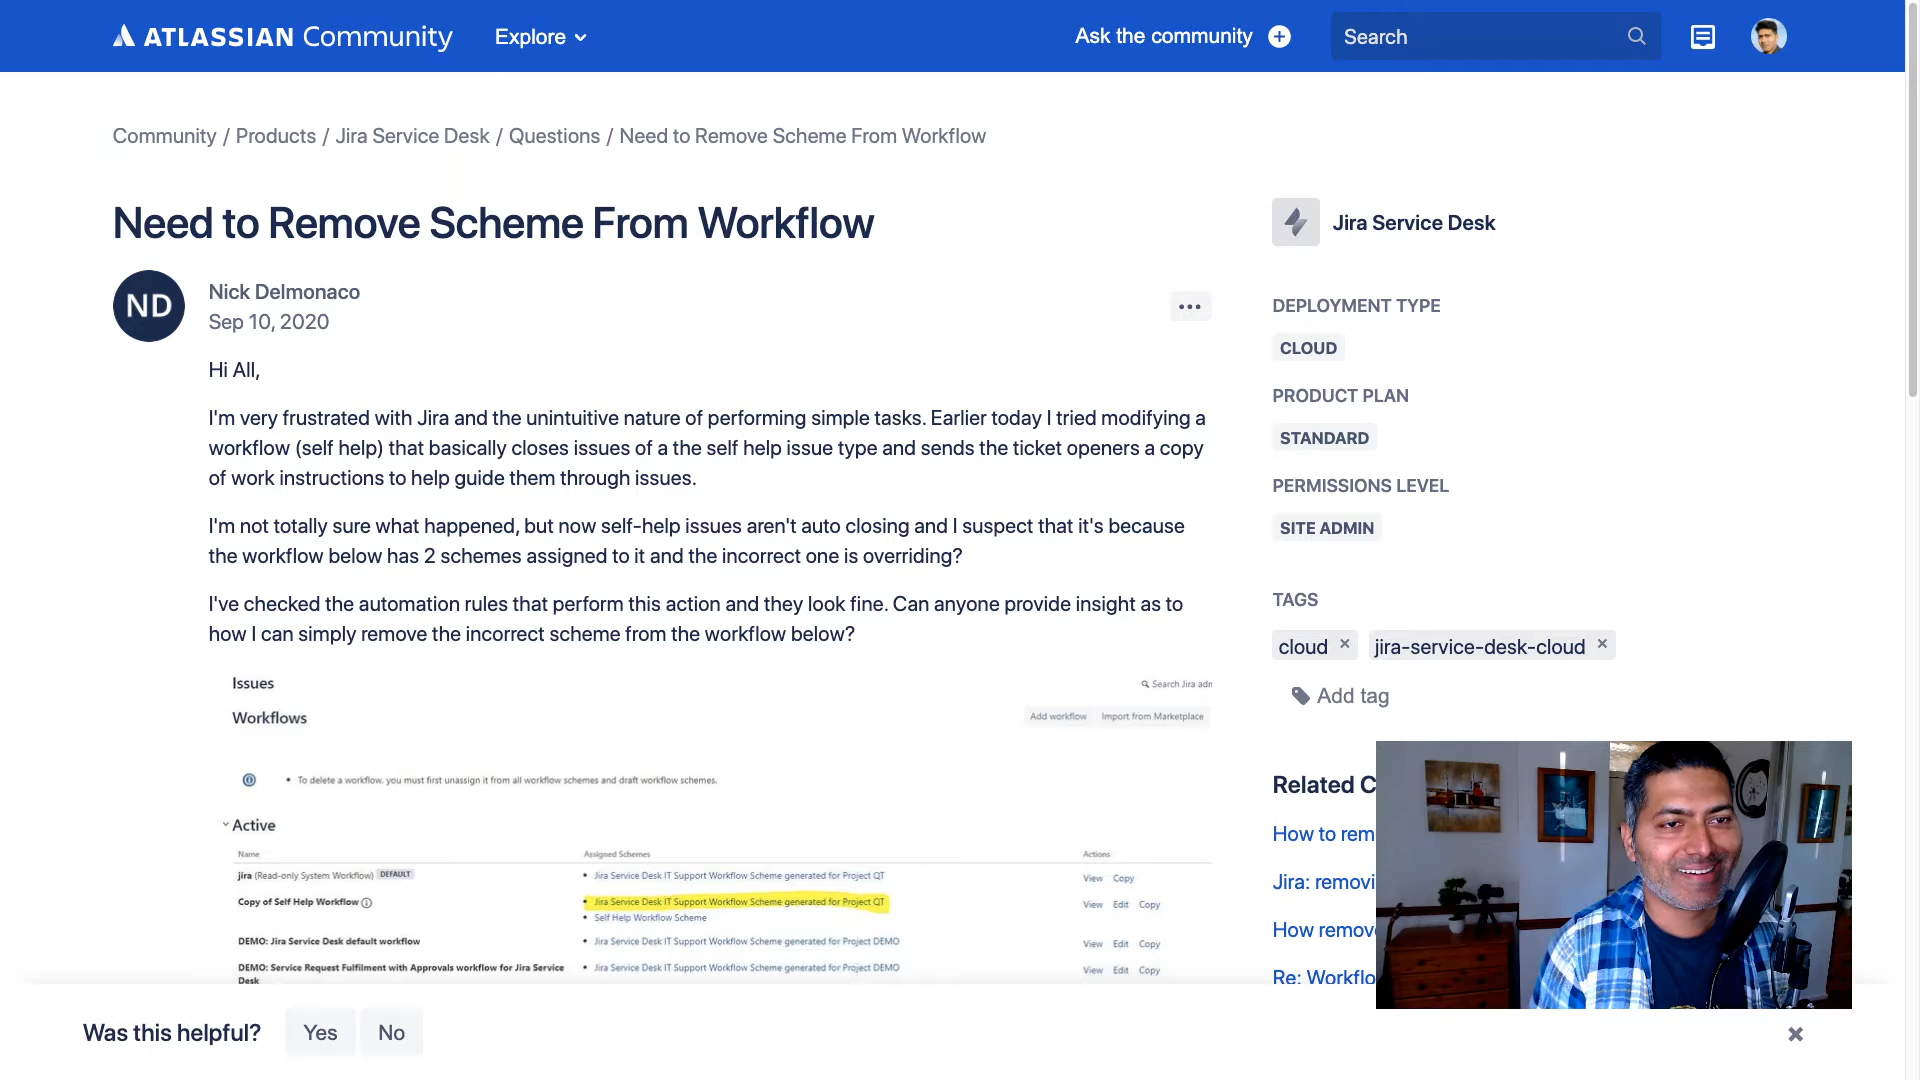 ATLASSIAN Community
Explore
Ask the community
Search
Community / Products / Jira Service Desk / Questions / Need to Remove Scheme From Workflow
Need to Remove Scheme From Workflow
ND
Nick Delmonaco
Sep 10, 2020
Hi All,
I'm very frustrated with Jira and the unintuitive nature of performing simple tasks. Earlier today I tried modifying a
workflow (self help) that basically closes issues of a the self help issue type and sends the ticket openers a copy
of work instructions to help guide them through issues.
I'm not totally sure what happened, but now self-help issues aren't auto closing and I suspect that it's because
the workflow below has 2 schemes assigned to it and the incorrect one is overriding?
I've checked the automation rules that perform this action and they look fine. Can anyone provide insight as to
how I can simply remove the incorrect scheme from the workflow below?
Issues
Search Jira adm
Workflows
Add workflow Import from Marketplace
• To delete a workflow, you must first unassign it from all workflow schemes and draft workflow schemes.
Active
Name Assigned Schemes Actions
jira (Read-only System Workflow) DEFAULT • Jira Service Desk IT Support Workflow Scheme generated for Project QT View Copy
Copy of Self Help Workflow • Jira Service Desk IT Support Workflow Scheme generated for Project QT View Edit Copy
• Self Help Workflow Scheme
DEMO: Jira Service Desk default workflow • Jira Service Desk IT Support Workflow Scheme generated for Project DEMO View Edit Copy
DEMO: Service Request Fulfilment with Approvals workflow for Jira Service • Jira Service Desk IT Support Workflow Scheme generated for Project DEMO View Edit Copy
Desk
Jira Service Desk
DEPLOYMENT TYPE
CLOUD
PRODUCT PLAN
STANDARD
PERMISSIONS LEVEL
SITE ADMIN
TAGS
cloud × jira-service-desk-cloud ×
Add tag
Related C
How to rem
Jira: removi
How remov
Re: Workflo
Was this helpful? Yes No